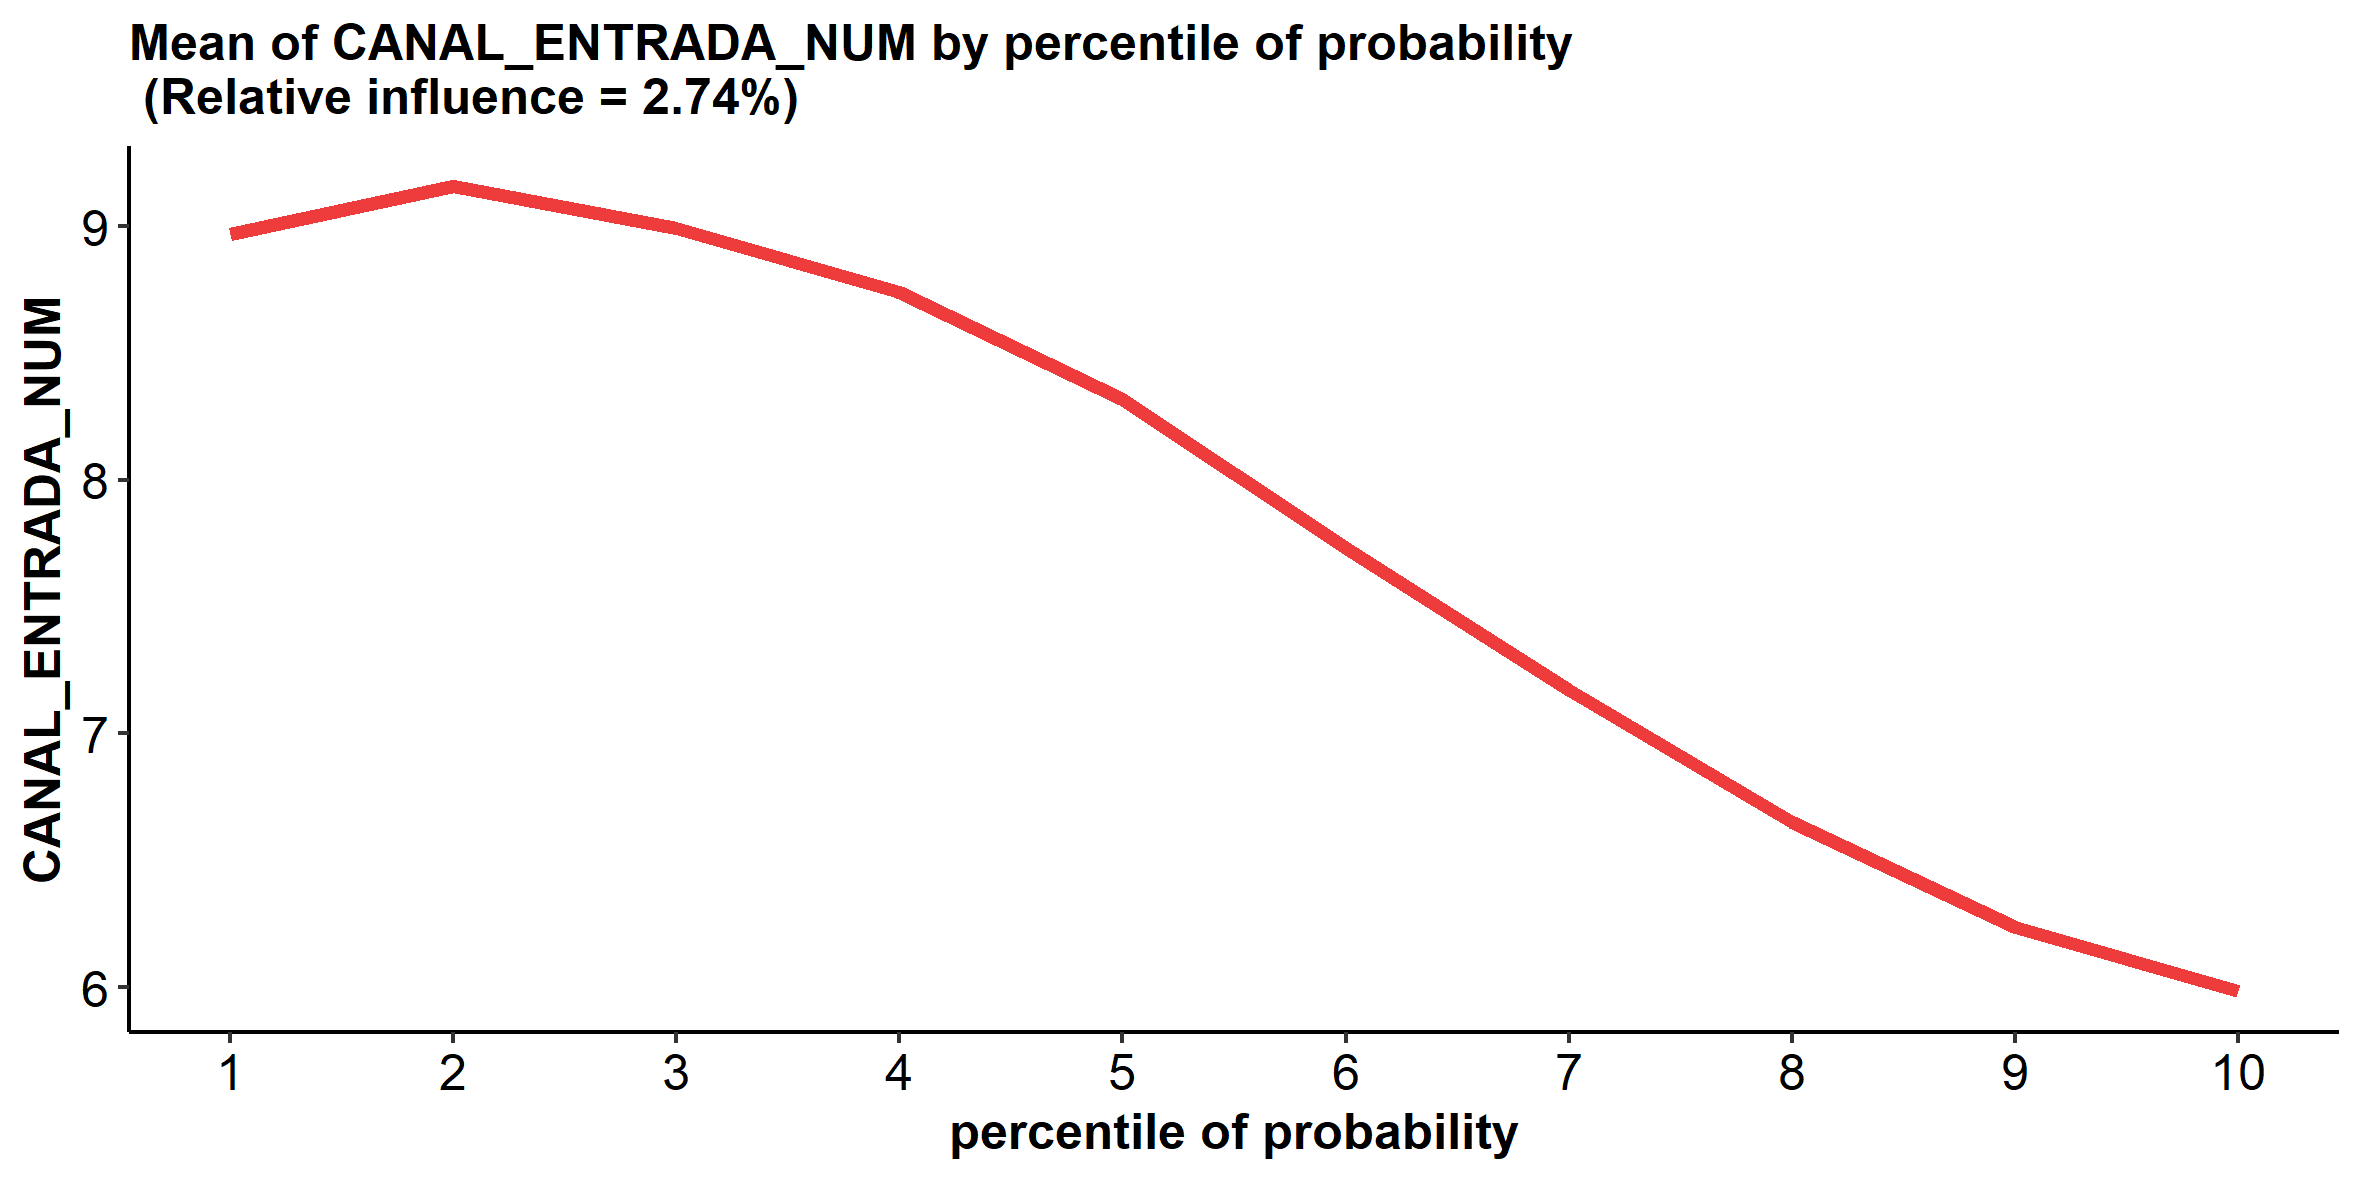 Mean of CANAL_ENTRADA_NUM by percentile of probability
(Relative influence = 2.74%)
CANAL_ENTRADA_NUM
9
8
7
6
1 2 3 4 5 6 7 8 9 10
percentile of probability